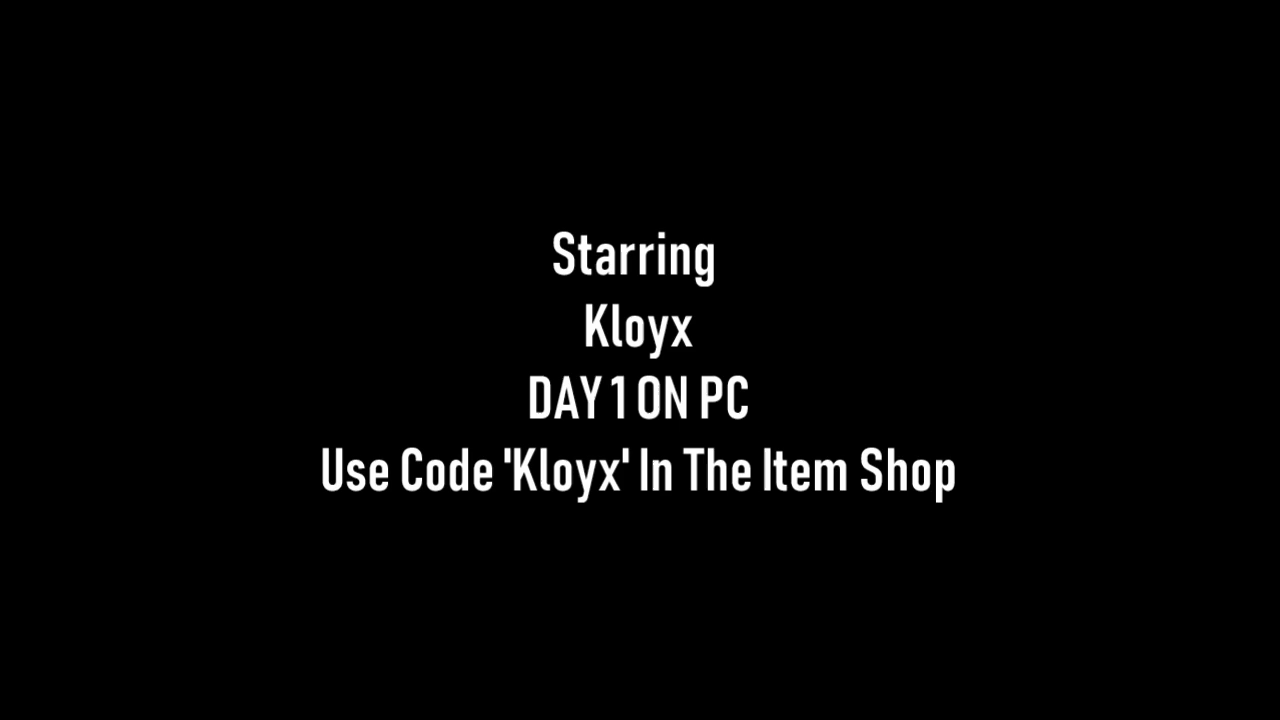 Starring
Kloyx
DAY 1 ON PC
Use Code 'Kloyx' In The Item Shop